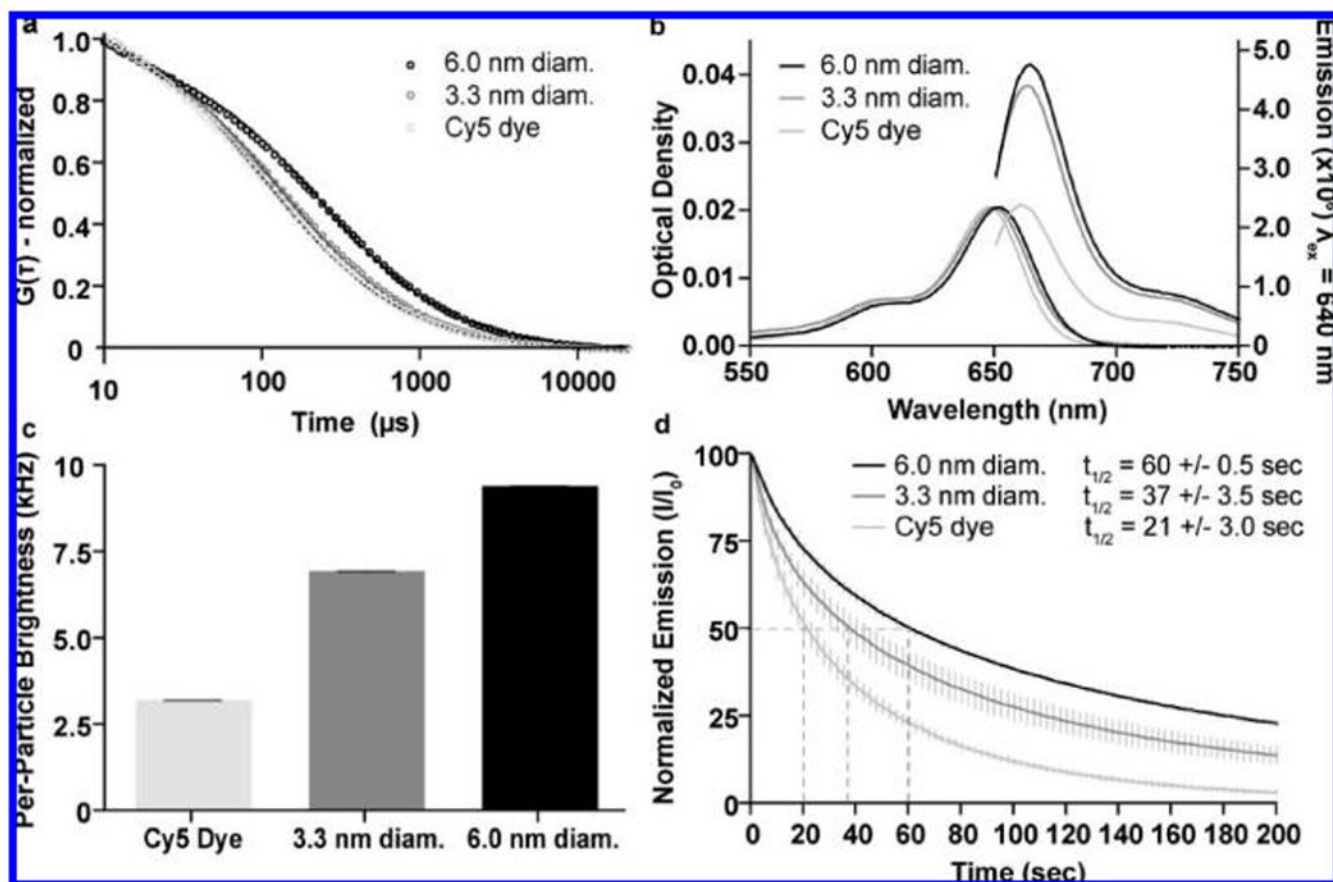 a
G(τ) - normalized
1.0
0.8
0.6
0.4
0.2
0
6.0 nm diam.
3.3 nm diam.
Cy5 dye
10
100
1000
10000
Time (µs)
b
Optical Density
0.04
0.03
0.02
0.01
0.00
6.0 nm diam.
3.3 nm diam.
Cy5 dye
5.0
4.0
3.0
2.0
1.0
0
Emission (x10⁶) λex = 640 nm
550
600
650
700
750
Wavelength (nm)
c
Per-Particle Brightness (kHz)
10
7.5
5.0
2.5
0
Cy5 Dye
3.3 nm diam.
6.0 nm diam.
d
Normalized Emission (I/I0)
100
75
50
25
0
6.0 nm diam. t1/2 = 60 +/- 0.5 sec
3.3 nm diam. t1/2 = 37 +/- 3.5 sec
Cy5 dye t1/2 = 21 +/- 3.0 sec
0 20 40 60 80 100 120 140 160 180 200
Time (sec)